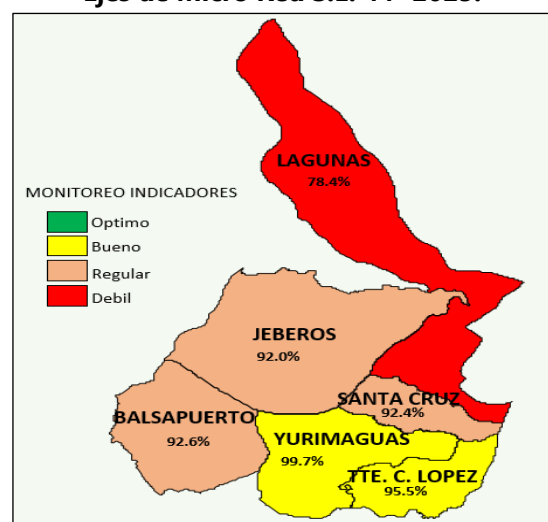 LAGUNAS
78.4%
MONITOREO INDICADORES
Optimo
Bueno
Regular
Debil
JEBEROS
92.0%
SANTA CRUZ
92.4%
BALSAPUERTO
92.6%
YURIMAGUAS
99.7%
TTE. C. LOPEZ
95.5%